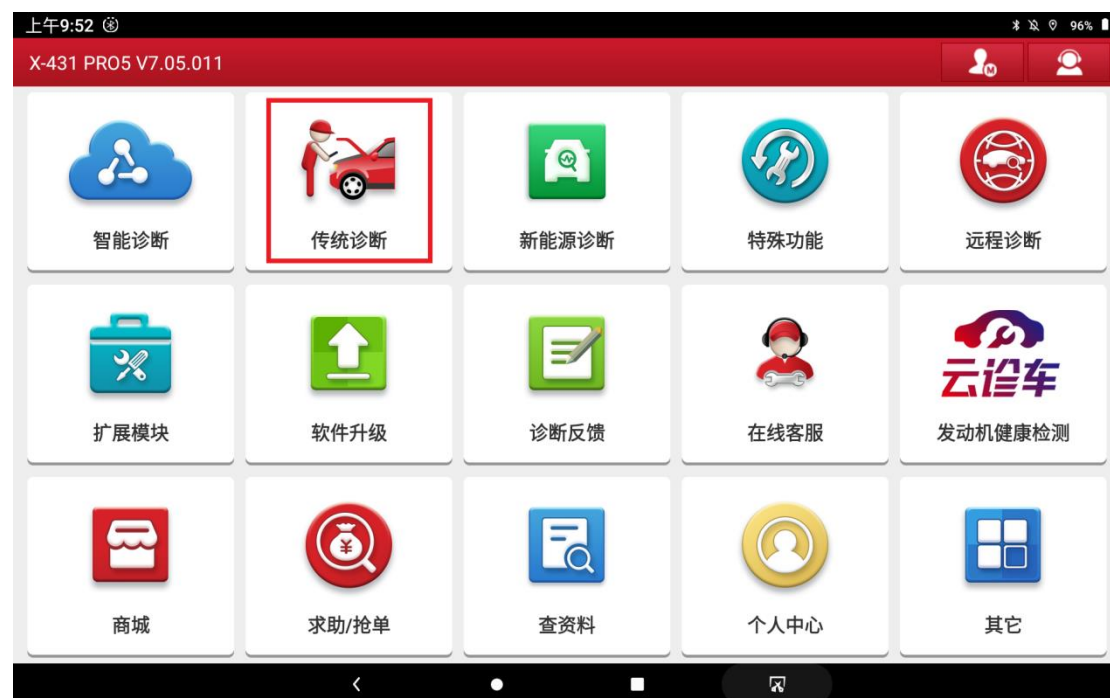 上午9:52
96%
X-431 PRO5 V7.05.011
M
智能诊断
传统诊断
新能源诊断
特殊功能
远程诊断
云诊车
扩展模块
软件升级
诊断反馈
在线客服
发动机健康检测
¥
商城
求助/抢单
查资料
个人中心
其它